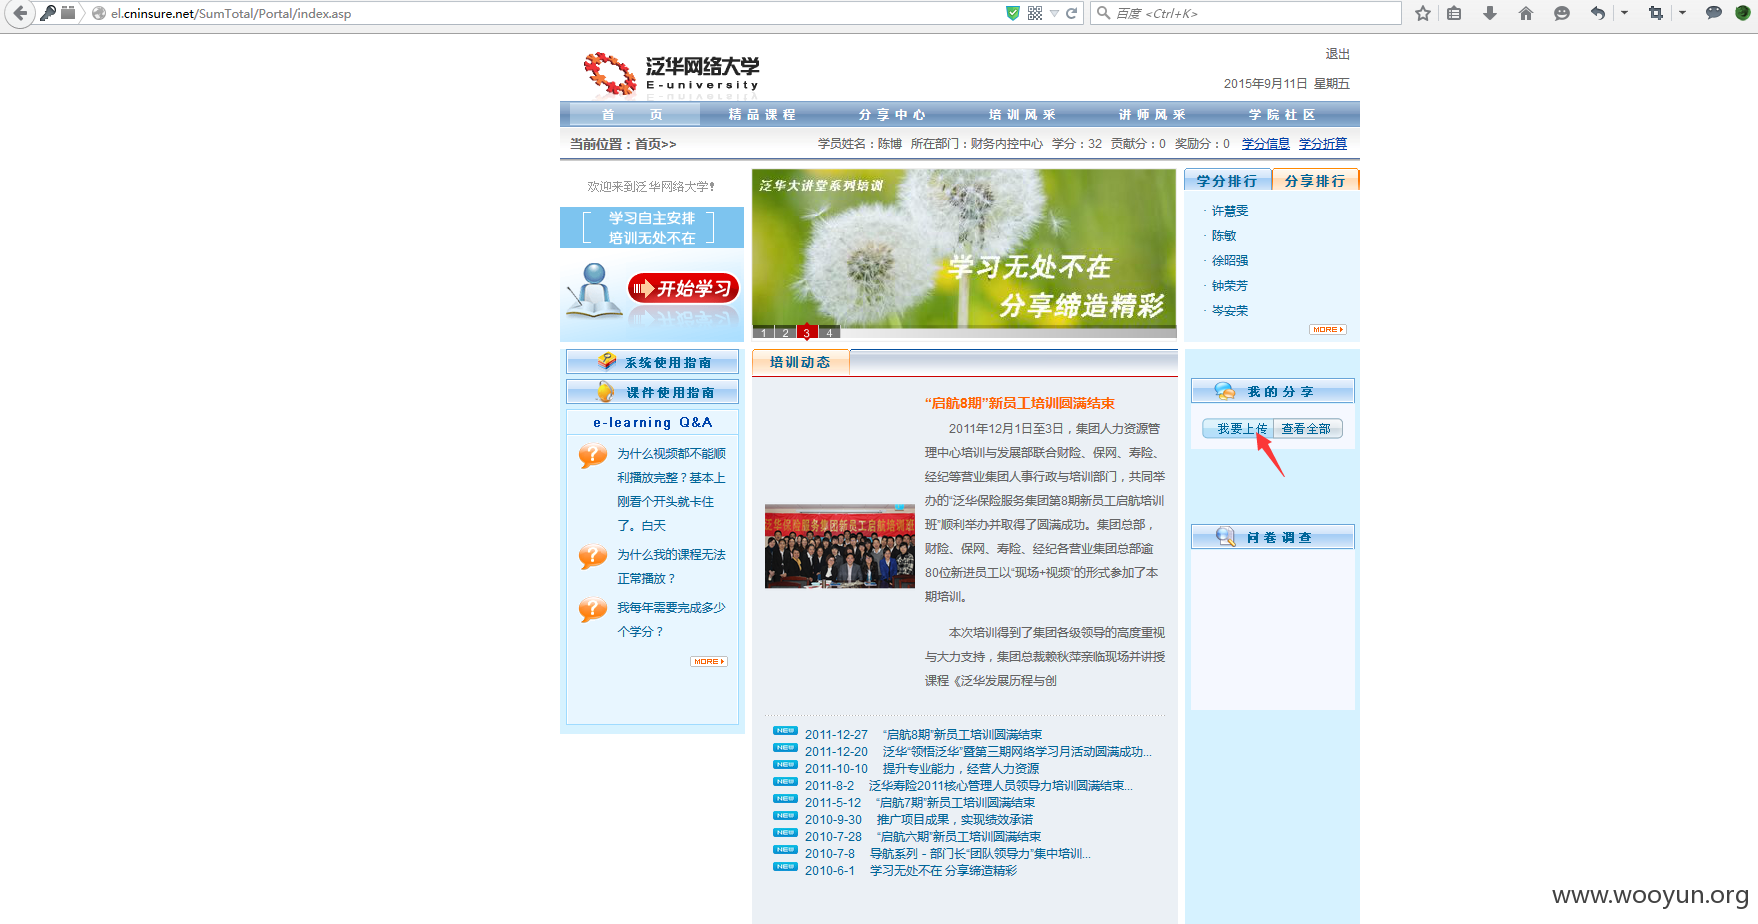 el.cninsure.net/SumTotal/Portal/index.asp
百度 <Ctrl+K>
泛华网络大学
E-university
退出
2015年9月11日 星期五
首 页
精品课程
分享中心
培训风采
讲师风采
学院社区
当前位置：首页>>
学员姓名：陈博 所在部门：财务内控中心 学分：32 贡献分：0 奖励分：0 学分信息 学分折算
欢迎来到泛华网络大学!
学习自主安排
培训无处不在
开始学习
泛华大讲堂系列培训
学习无处不在
分享缔造精彩
1 2 3 4
学分排行
分享排行
· 许慧雯
· 陈敏
· 徐昭强
· 钟荣芳
· 岑安荣
MORE
系统使用指南
课件使用指南
e-learning Q&A
为什么视频都不能顺
利播放完整？基本上
刚看个开头就卡住
了。白天
为什么我的课程无法
正常播放？
我每年需要完成多少
个学分？
MORE
培训动态
“启航8期”新员工培训圆满结束
2011年12月1日至3日，集团人力资源管
理中心培训与发展部联合财险、保网、寿险、
经纪等营业集团人事行政与培训部门，共同举
办的“泛华保险服务集团第8期新员工启航培训
班”顺利举办并取得了圆满成功。集团总部，
财险、保网、寿险、经纪各营业集团总部逾
80位新进员工以“现场+视频”的形式参加了本
期培训。
本次培训得到了集团各级领导的高度重视
与大力支持，集团总裁赖秋萍亲临现场并讲授
课程《泛华发展历程与创
泛华保险服务集团新员工启航培训班
NEW 2011-12-27 “启航8期”新员工培训圆满结束
NEW 2011-12-20 泛华“领悟泛华”暨第三期网络学习月活动圆满成功...
NEW 2011-10-10 提升专业能力，经营人力资源
NEW 2011-8-2 泛华寿险2011核心管理人员领导力培训圆满结束...
NEW 2011-5-12 “启航7期”新员工培训圆满结束
NEW 2010-9-30 推广项目成果，实现绩效承诺
NEW 2010-7-28 “启航六期”新员工培训圆满结束
NEW 2010-7-8 导航系列－部门长“团队领导力”集中培训...
NEW 2010-6-1 学习无处不在 分享缔造精彩
我的分享
我要上传 查看全部
问卷调查
www.wooyun.org